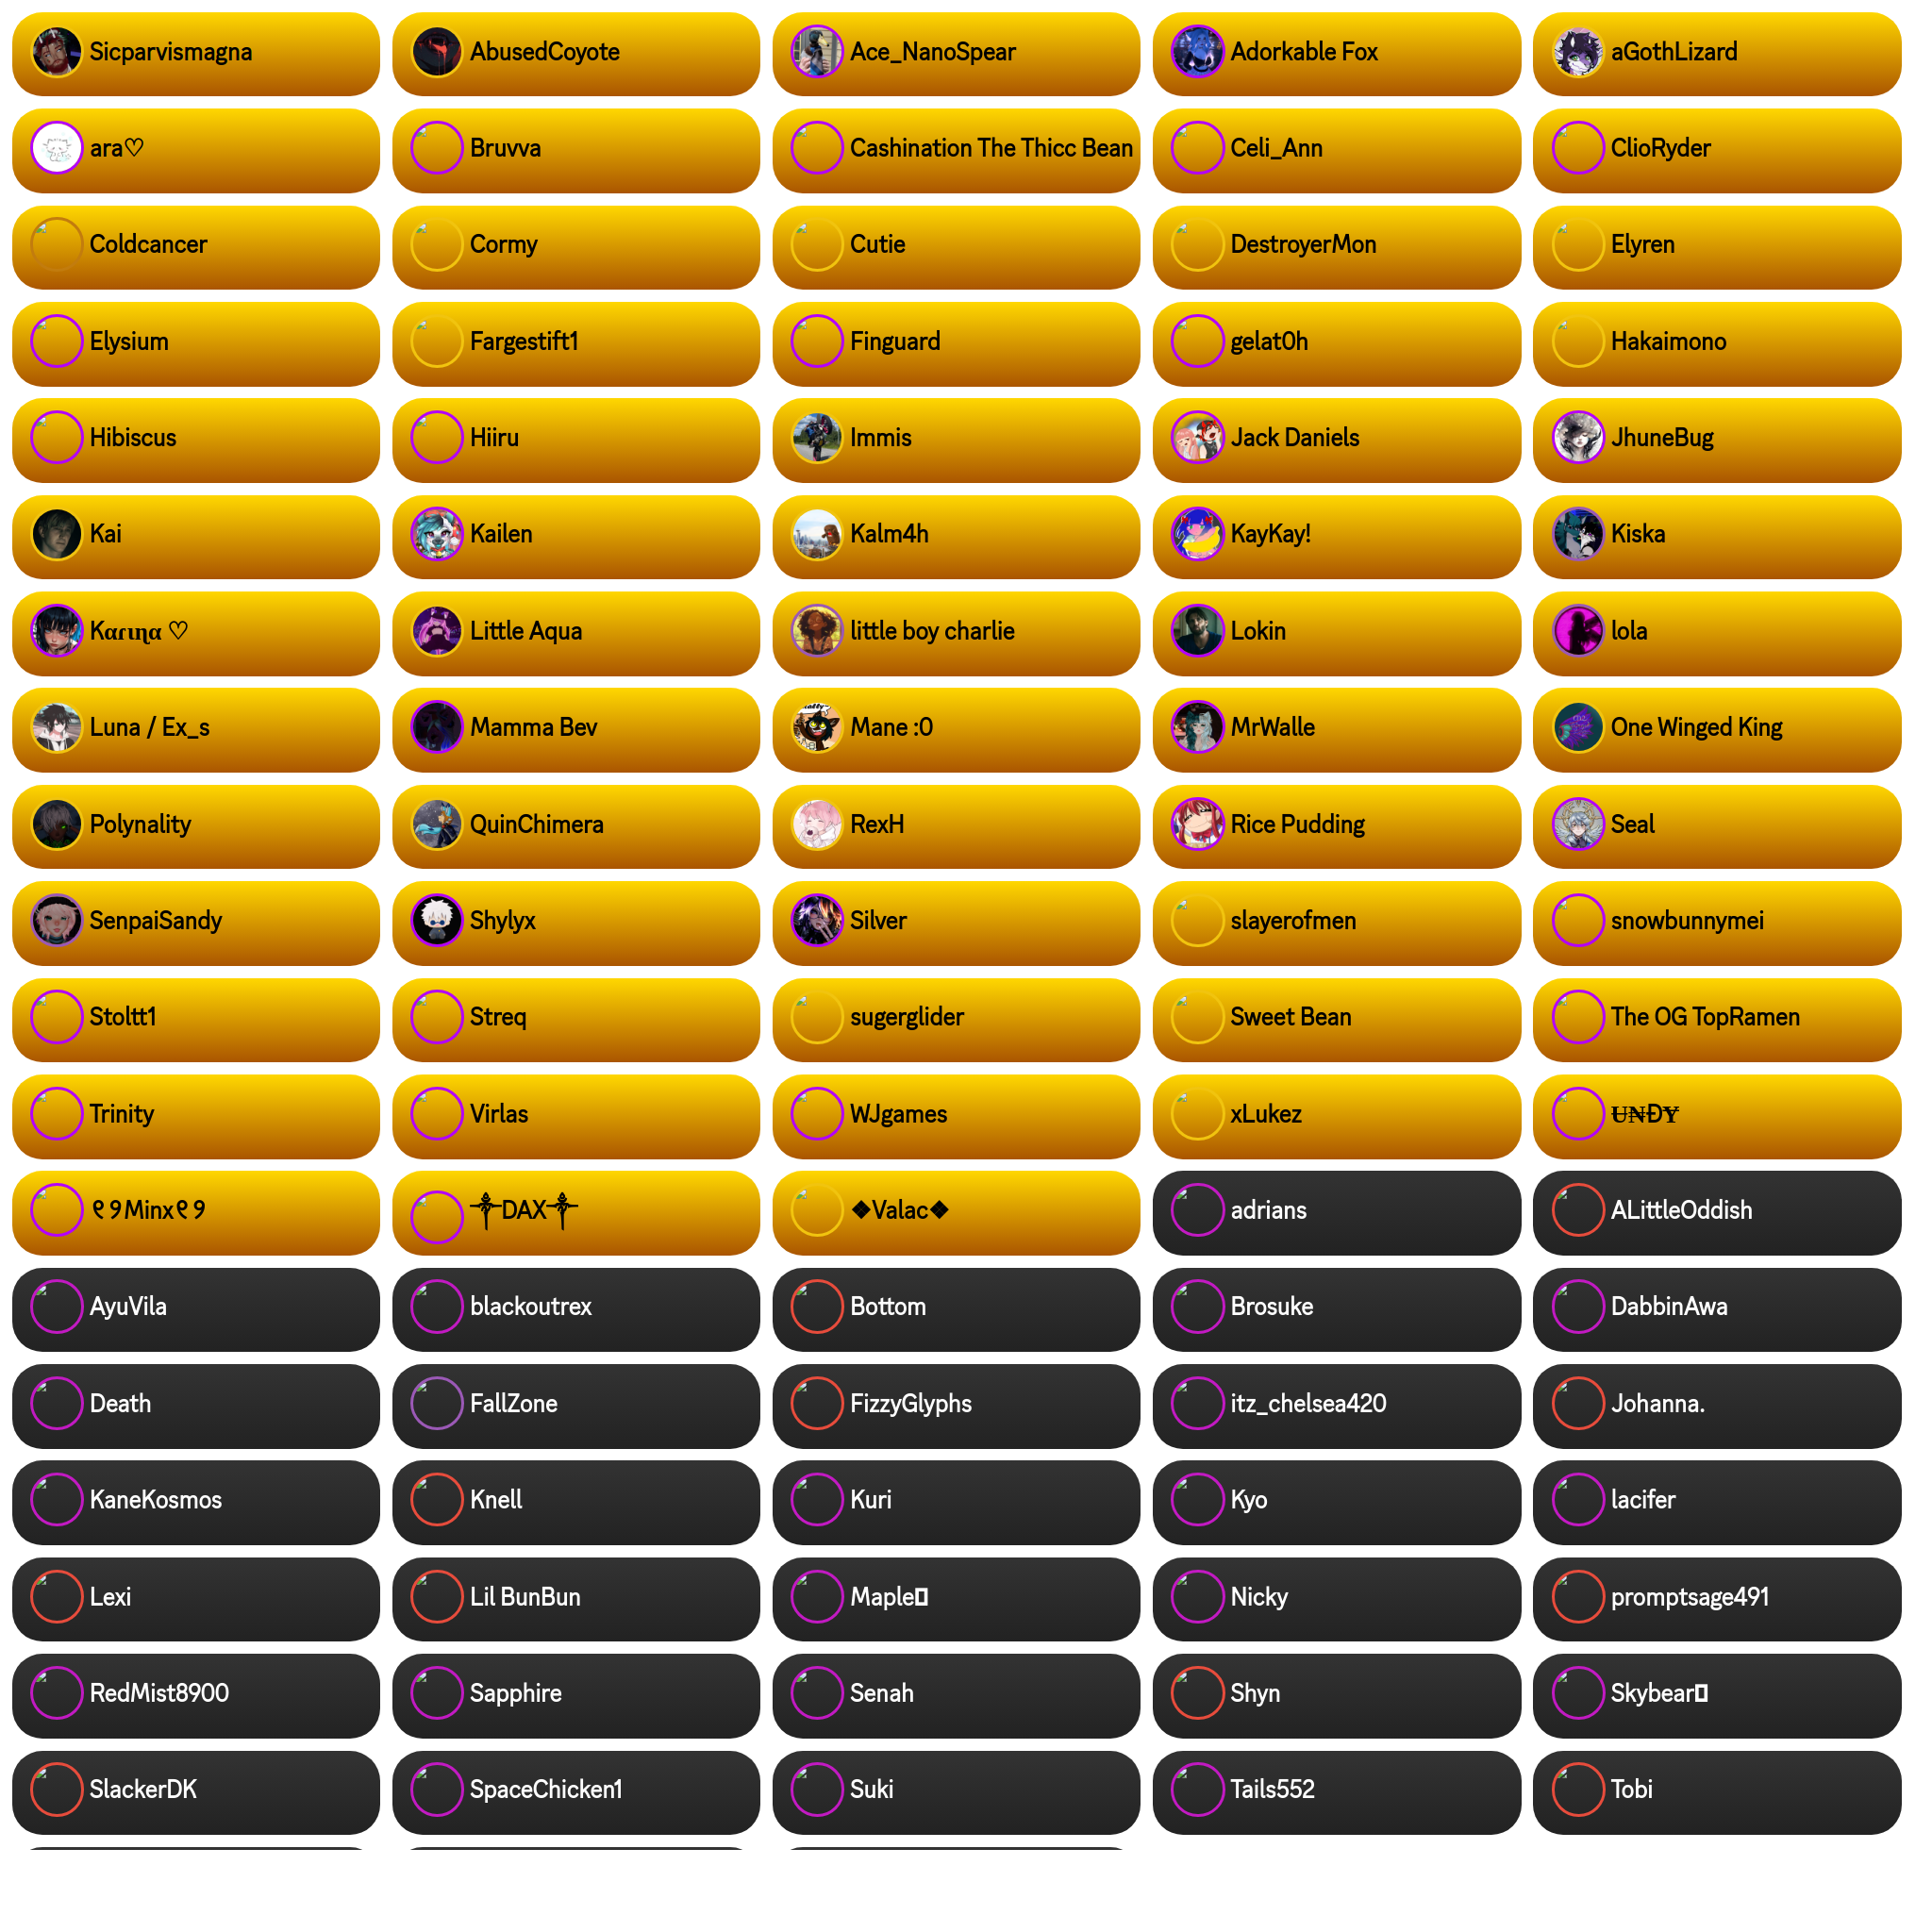 Sicparvismagna
AbusedCoyote
Ace_NanoSpear
Adorkable Fox
aGothLizard
ara♡
Bruvva
Cashination The Thicc Bean
Celi_Ann
ClioRyder
Coldcancer
Cormy
Cutie
DestroyerMon
Elyren
Elysium
Fargestift1
Finguard
gelat0h
Hakaimono
Hibiscus
Hiiru
Immis
Jack Daniels
JhuneBug
Kai
Kailen
Kalm4h
KayKay!
Kiska
Kαɾιɳα ♡
Little Aqua
little boy charlie
Lokin
lola
Luna / Ex_s
Mamma Bev
Mane :0
MrWalle
One Winged King
Polynality
QuinChimera
RexH
Rice Pudding
Seal
SenpaiSandy
Shylyx
Silver
slayerofmen
snowbunnymei
Stoltt1
Streq
sugerglider
Sweet Bean
The OG TopRamen
Trinity
Virlas
WJgames
xLukez
U̶N̶ĐY̶
୧୨Minx୧୨
༒DAX༒
❖Valac❖
adrians
ALittleOddish
AyuVila
blackoutrex
Bottom
Brosuke
DabbinAwa
Death
FallZone
FizzyGlyphs
itz_chelsea420
Johanna.
KaneKosmos
Knell
Kuri
Kyo
lacifer
Lexi
Lil BunBun
Maple
Nicky
promptsage491
RedMist8900
Sapphire
Senah
Shyn
Skybear
SlackerDK
SpaceChicken1
Suki
Tails552
Tobi